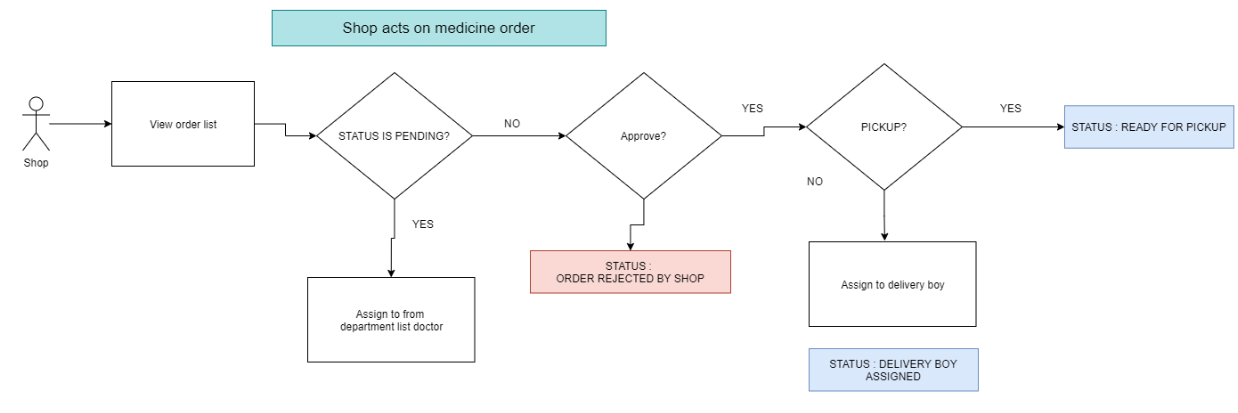 Shop acts on medicine order
Shop
View order list
STATUS IS PENDING?
NO
YES
Assign to from
department list doctor
Approve?
YES
STATUS :
ORDER REJECTED BY SHOP
PICKUP?
YES
STATUS : READY FOR PICKUP
NO
Assign to delivery boy
STATUS : DELIVERY BOY
ASSIGNED